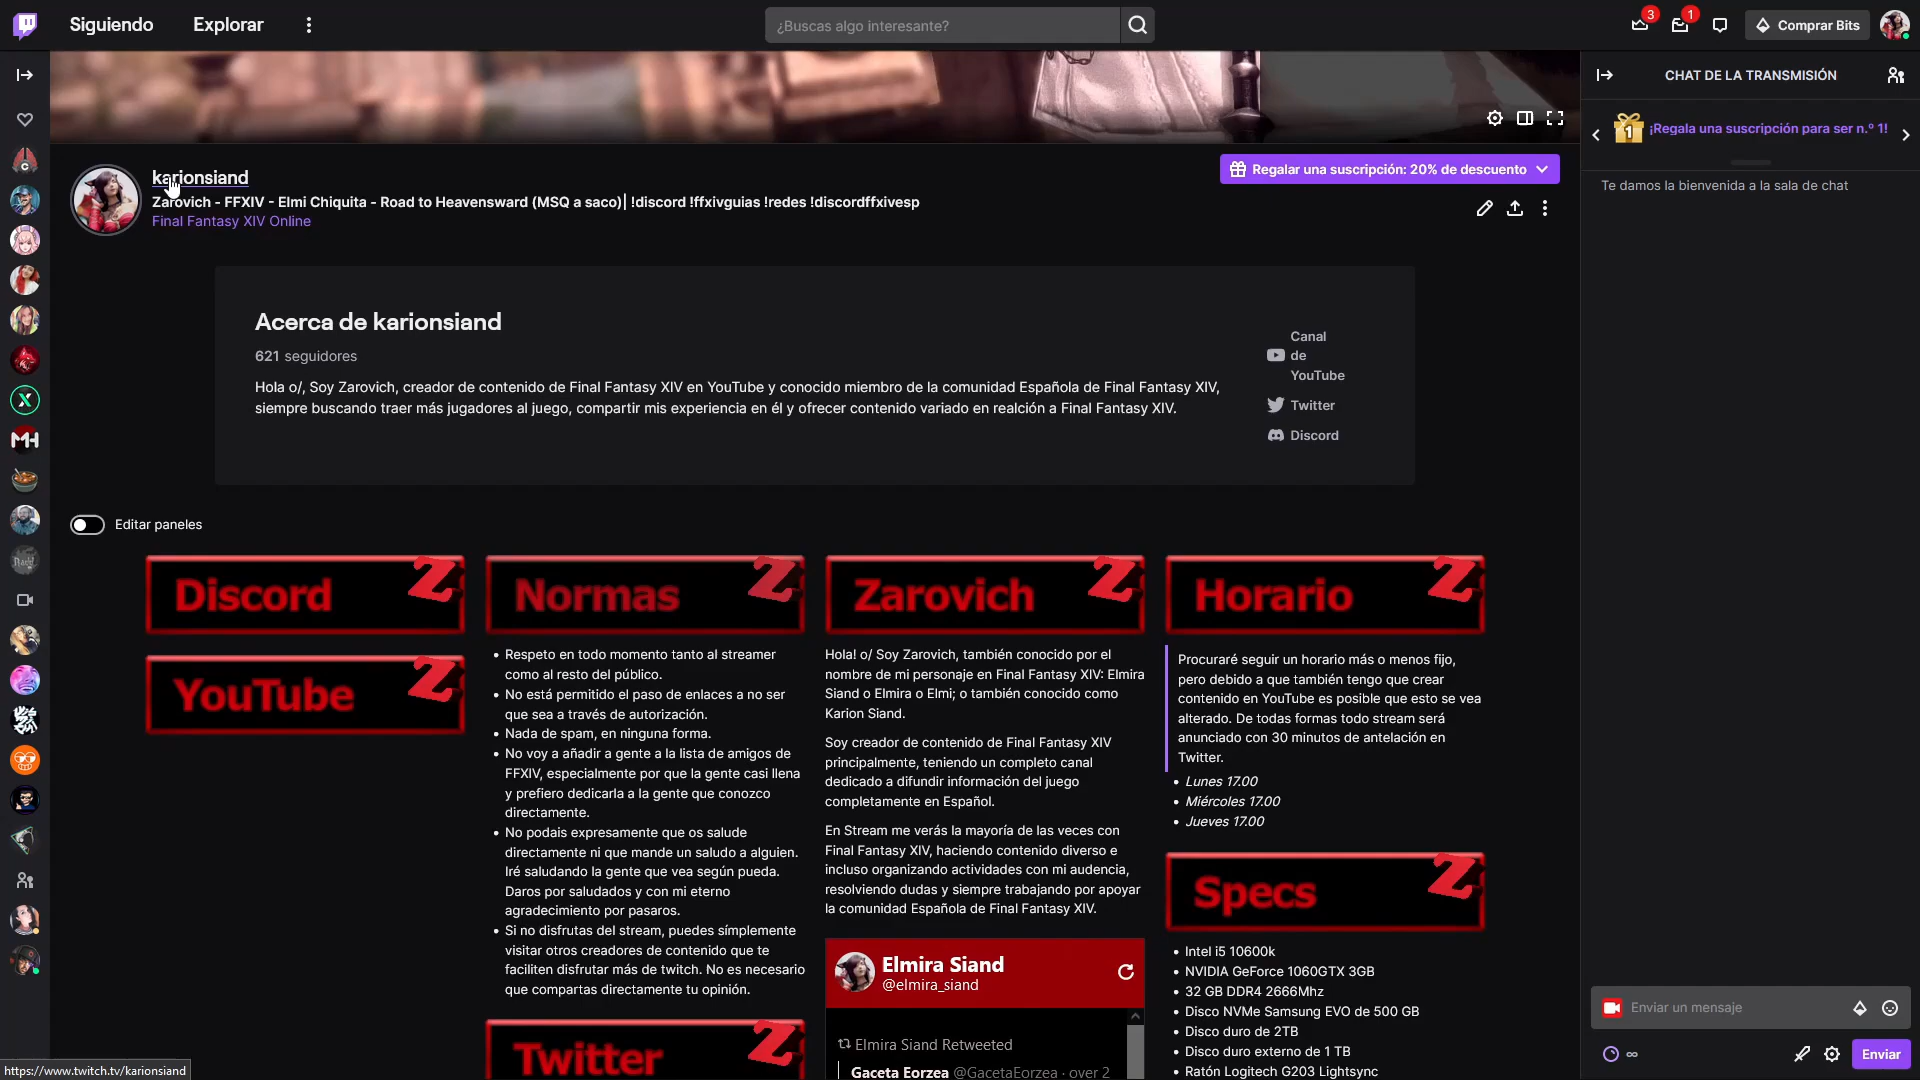 Siguiendo
Explorar
¿Buscas algo interesante?
3
1
Comprar Bits
CHAT DE LA TRANSMISIÓN
1
¡Regala una suscripción para ser n.º 1!
Te damos la bienvenida a la sala de chat
karionsiand
Regalar una suscripción: 20% de descuento
Zarovich - FFXIV - Elmi Chiquita - Road to Heavensward (MSQ a saco)| !discord !ffxivguias !redes !discordffxivesp
Final Fantasy XIV Online
Acerca de karionsiand
621 seguidores
Hola o/, Soy Zarovich, creador de contenido de Final Fantasy XIV en YouTube y conocido miembro de la comunidad Española de Final Fantasy XIV,
siempre buscando traer más jugadores al juego, compartir mis experiencia en él y ofrecer contenido variado en realción a Final Fantasy XIV.
Canal
de
YouTube
Twitter
Discord
Editar paneles
Discord Z
YouTube Z
Normas Z
• Respeto en todo momento tanto al streamer
como al resto del público.
• No está permitido el paso de enlaces a no ser
que sea a través de autorización.
• Nada de spam, en ninguna forma.
• No voy a añadir a gente a la lista de amigos de
FFXIV, especialmente por que la gente casi llena
y prefiero dedicarla a la gente que conozco
directamente.
• No podais expresamente que os salude
directamente ni que mande un saludo a alguien.
Iré saludando la gente que vea según pueda.
Daros por saludados y con mi eterno
agradecimiento por pasaros.
• Si no disfrutas del stream, puedes símplemente
visitar otros creadores de contenido que te
faciliten disfrutar más de twitch. No es necesario
que compartas directamente tu opinión.
Twitter Z
Zarovich Z
Hola! o/ Soy Zarovich, también conocido por el
nombre de mi personaje en Final Fantasy XIV: Elmira
Siand o Elmira o Elmi; o también conocido como
Karion Siand.
Soy creador de contenido de Final Fantasy XIV
principalmente, teniendo un completo canal
dedicado a difundir información del juego
completamente en Español.
En Stream me verás la mayoría de las veces con
Final Fantasy XIV, haciendo contenido diverso e
incluso organizando actividades con mi audencia,
resolviendo dudas y siempre trabajando por apoyar
la comunidad Española de Final Fantasy XIV.
Elmira Siand
@elmira_siand
Elmira Siand Retweeted
Gaceta Eorzea @GacetaEorzea · over 2
Horario Z
Procuraré seguir un horario más o menos fijo,
pero debido a que también tengo que crear
contenido en YouTube es posible que esto se vea
alterado. De todas formas todo stream será
anunciado con 30 minutos de antelación en
Twitter.
• Lunes 17.00
• Miércoles 17.00
• Jueves 17.00
Specs Z
• Intel i5 10600k
• NVIDIA GeForce 1060GTX 3GB
• 32 GB DDR4 2666Mhz
• Disco NVMe Samsung EVO de 500 GB
• Disco duro de 2TB
• Disco duro externo de 1 TB
• Ratón Logitech G203 Lightsync
Enviar un mensaje
∞
Enviar
https://www.twitch.tv/karionsiand